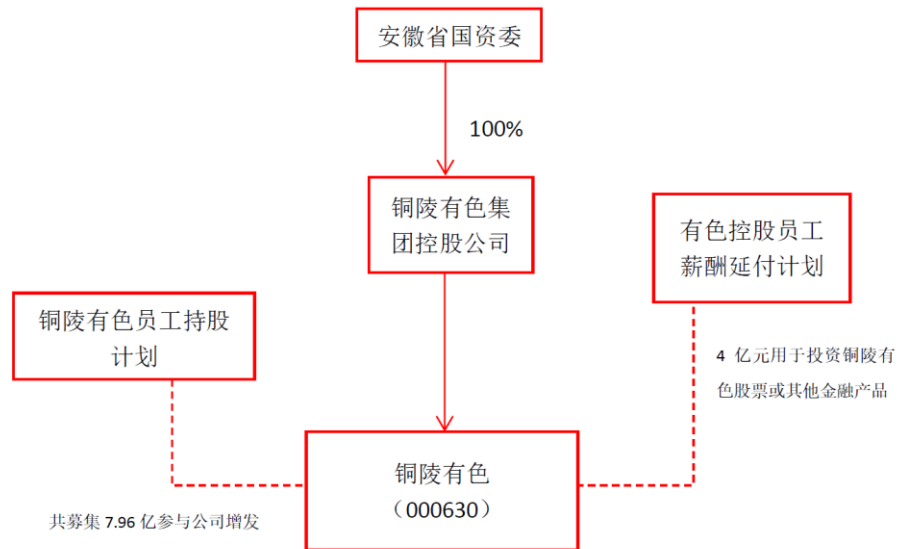 安徽省国资委
100%
铜陵有色集
团控股公司
有色控股员工
薪酬延付计划
铜陵有色员工持股
计划
4 亿元用于投资铜陵有
色股票或其他金融产品
铜陵有色
（000630）
共募集 7.96 亿参与公司增发